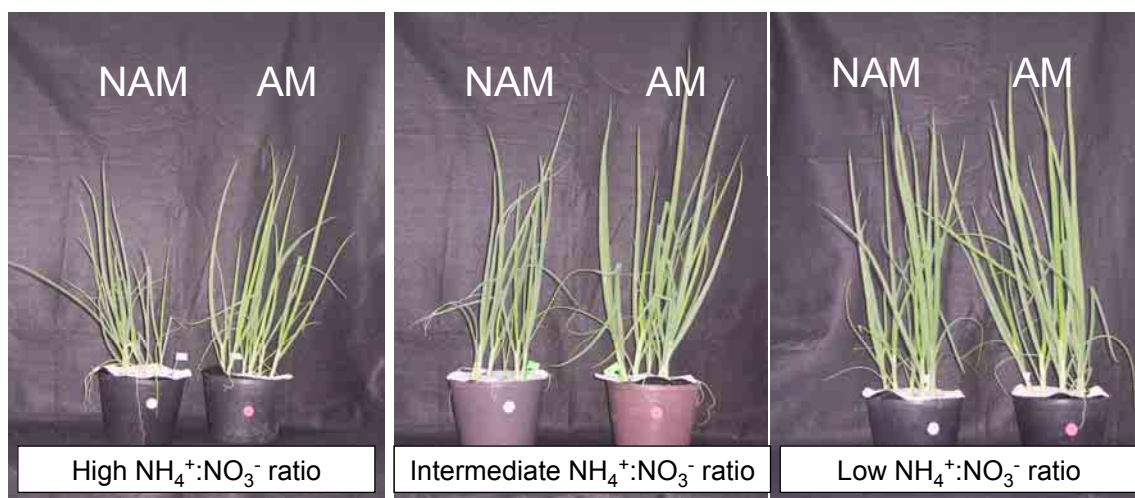 NAM AM
NAM AM
NAM AM
High NH₄⁺:NO₃⁻ ratio
Intermediate NH₄⁺:NO₃⁻ ratio
Low NH₄⁺:NO₃⁻ ratio